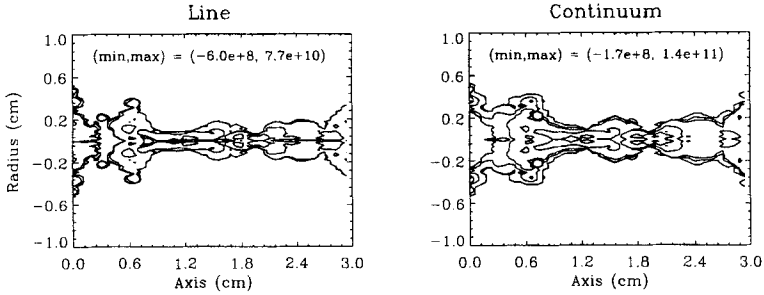 Line
Continuum
1.0
0.6
0.2
−0.2
−0.6
−1.0
Radius (cm)
(min,max) = (−6.0e+8, 7.7e+10)
0.0 0.6 1.2 1.8 2.4 3.0
Axis (cm)
1.0
0.6
0.2
−0.2
−0.6
−1.0
(min,max) = (−1.7e+8, 1.4e+11)
0.0 0.6 1.2 1.8 2.4 3.0
Axis (cm)